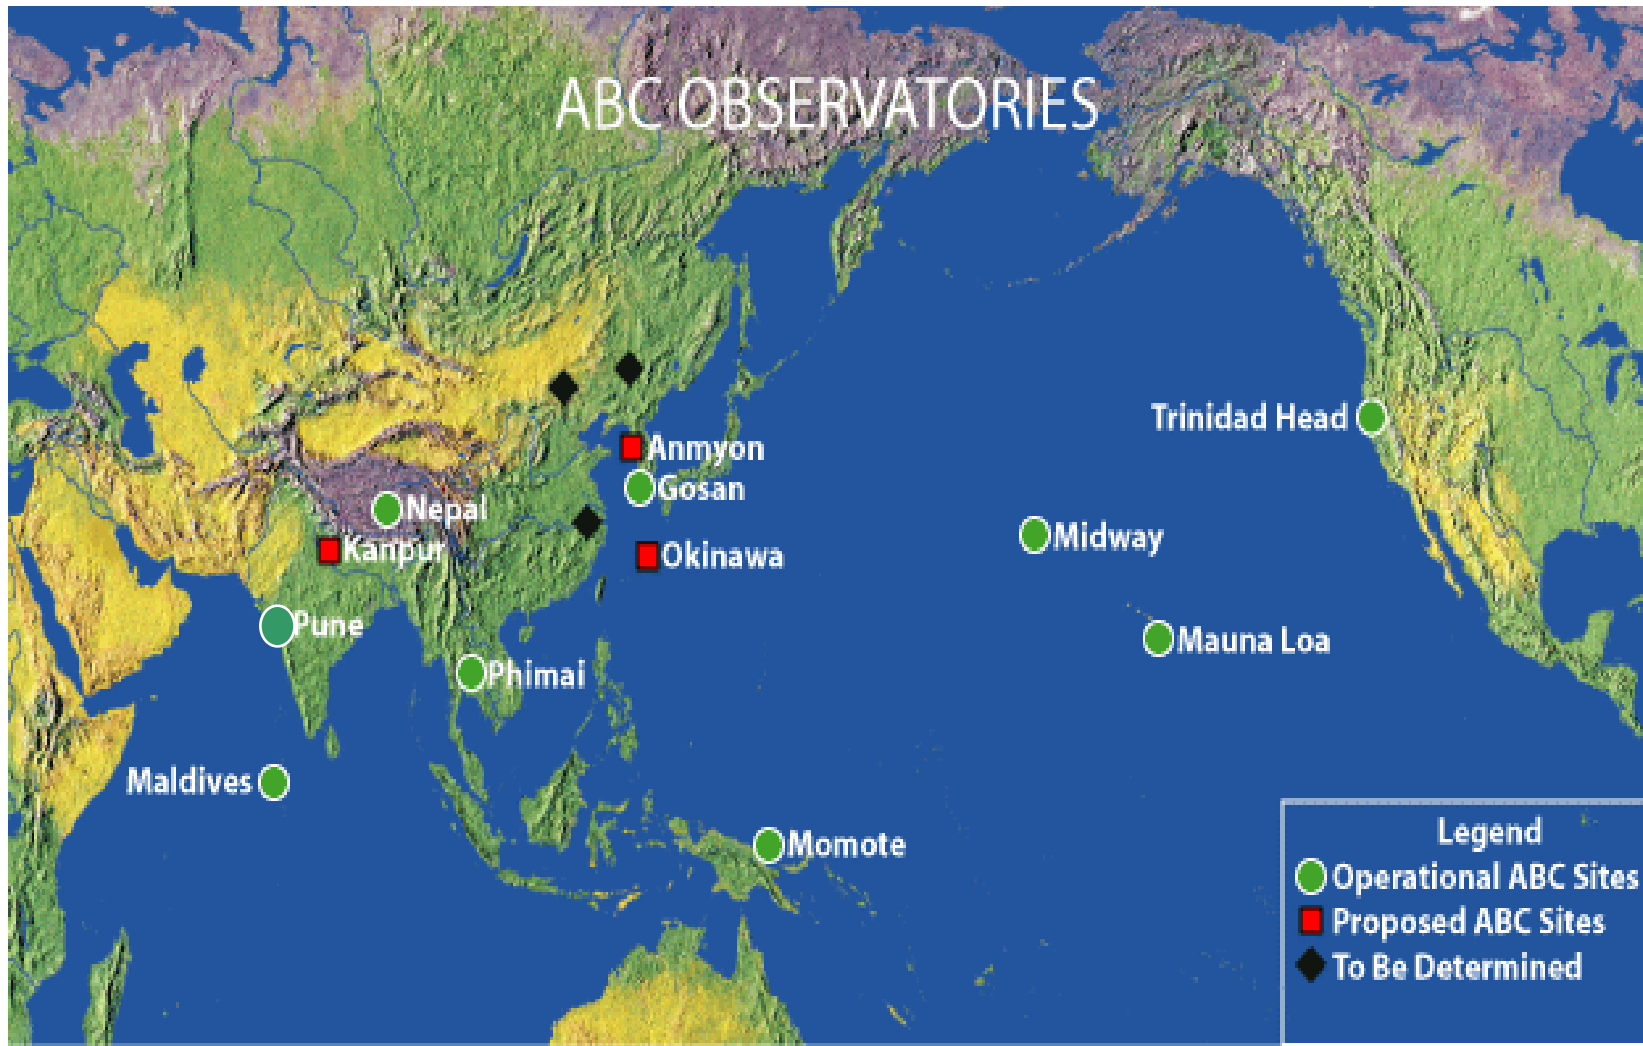 ABC OBSERVATORIES
Trinidad Head
Anmyon
Gosan
Nepal
Midway
Kanpur
Okinawa
Pune
Mauna Loa
Phimai
Maldives
Momote
Legend
Operational ABC Sites
Proposed ABC Sites
To Be Determined